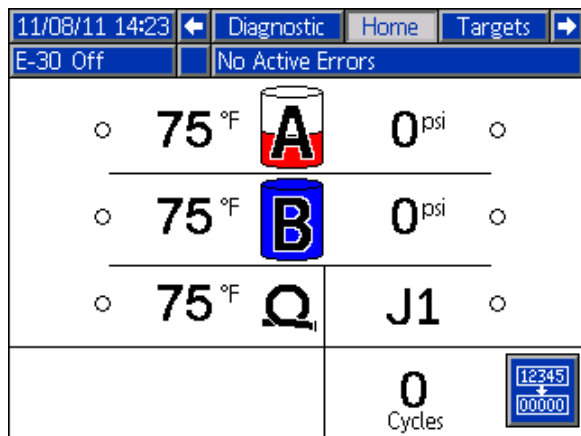 11/08/11 14:23 Diagnostic Home Targets
E-30 Off No Active Errors
75 °F A 0 psi
75 °F B 0 psi
75 °F J1
0
Cycles
12345
00000